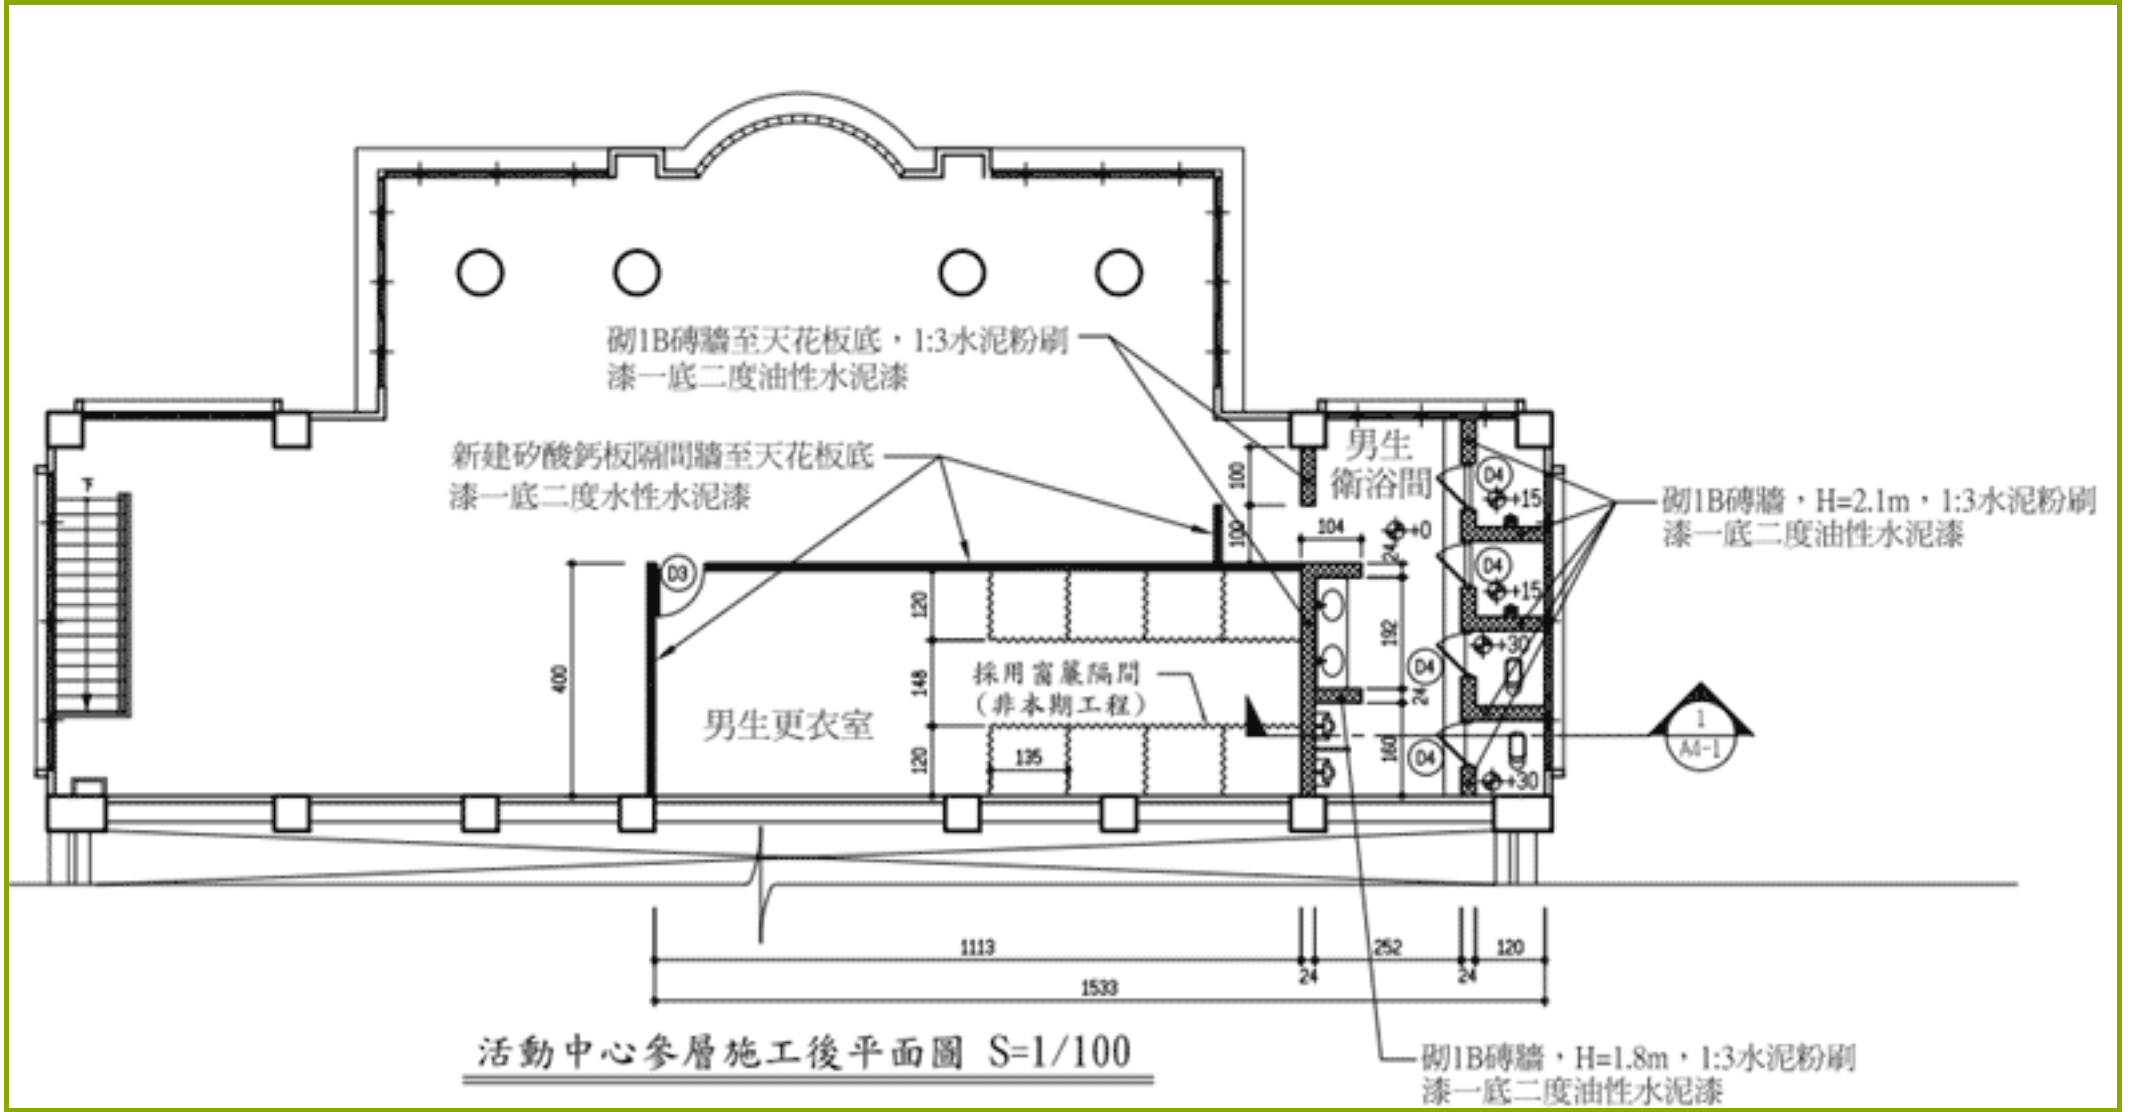 砌1B磚牆至天花板底，1:3水泥粉刷
漆一底二度油性水泥漆
新建矽酸鈣板隔間牆至天花板底
漆一底二度水性水泥漆
男生
衛浴間
砌1B磚牆，H=2.1m，1:3水泥粉刷
漆一底二度油性水泥漆
下
100
100
104
24
+0
D4
+15
D4
+15
D4
+30
D4
+30
D3
400
120
148
120
135
192
24
160
採用窗簾隔間
(非本期工程)
男生更衣室
1
A4-1
1113
24
252
24
120
1533
活動中心參層施工後平面圖 S=1/100
砌1B磚牆，H=1.8m，1:3水泥粉刷
漆一底二度油性水泥漆